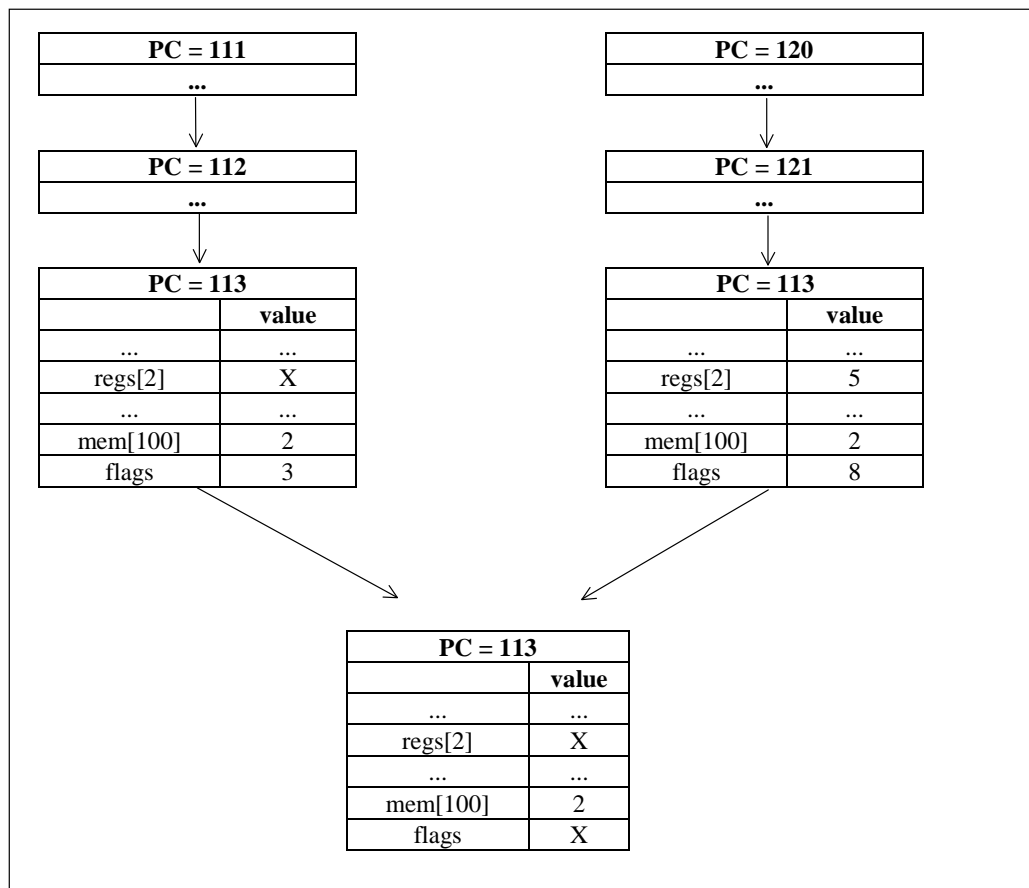 PC = 111
...
PC = 120
...
PC = 112
...
PC = 121
...
PC = 113
value
... ...
regs[2] X
... ...
mem[100] 2
flags 3
PC = 113
value
... ...
regs[2] 5
... ...
mem[100] 2
flags 8
PC = 113
value
... ...
regs[2] X
... ...
mem[100] 2
flags X